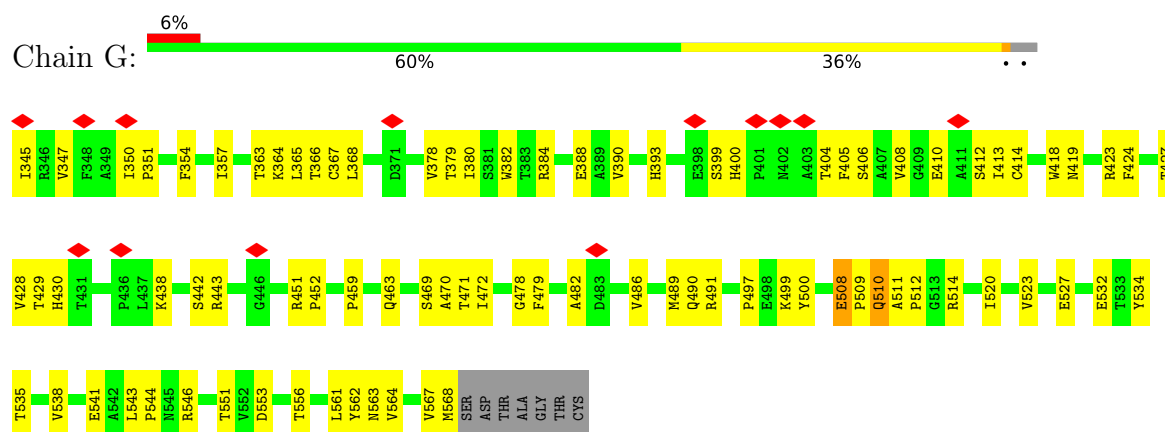 6%
Chain G:
60% 36% • •
I345 R346 V347 F348 A349 I350 P351 F354 I357 T363 K364 L365 T366 C367 L368 D371 V378 T379 I380 S381 W382 T383 R384 E388 A389 V390 H393 E398 S399 H400 P401 N402 A403 T404 F405 S406 A407 V408 G409 E410 A411 S412 I413 C414 W418 N419 R423 F424 T427
V428 T429 H430 T431 P436 L437 K438 S442 R443 G446 R451 P452 P459 Q463 S469 A470 T471 I472 G478 F479 A482 D483 V486 M489 Q490 R491 P497 E498 K499 Y500 E508 P509 Q510 A511 P512 G513 R514 I520 V523 E527 E532 T533 Y534
T535 V538 E541 A542 L543 P544 N545 R546 T551 V552 D553 T556 L561 Y562 N563 V564 V567 M568 SER ASP THR ALA GLY THR CYS